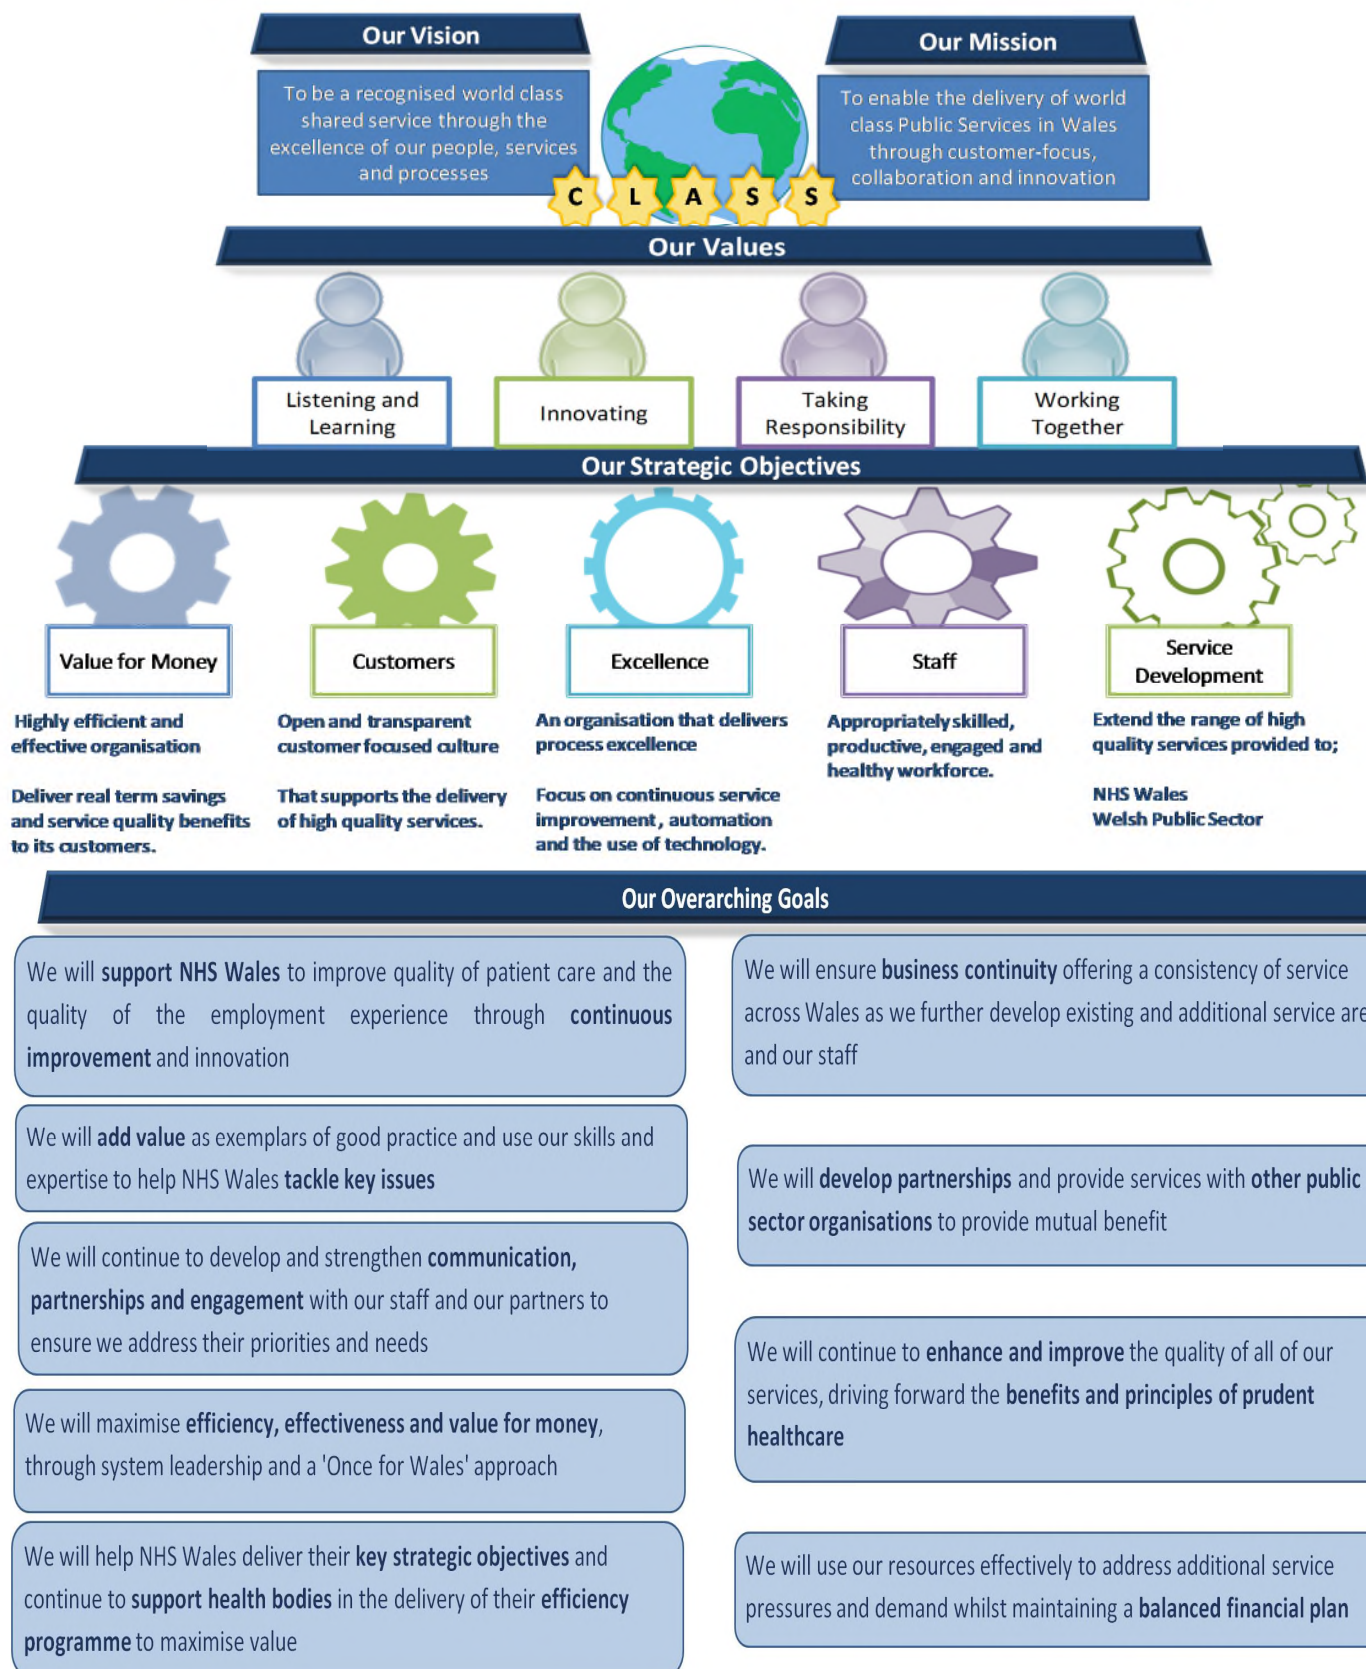 Our Vision
To be a recognised world class
shared service through the
excellence of our people, services
and processes
Our Mission
To enable the delivery of world
class Public Services in Wales
through customer-focus,
collaboration and innovation
C L A S S
Our Values
Listening and
Learning
Innovating
Taking
Responsibility
Working
Together
Our Strategic Objectives
Value for Money
Highly efficient and
effective organisation
Deliver real term savings
and service quality benefits
to its customers.
Customers
Open and transparent
customer focused culture
That supports the delivery
of high quality services.
Excellence
An organisation that delivers
process excellence
Focus on continuous service
improvement, automation
and the use of technology.
Staff
Appropriately skilled,
productive, engaged and
healthy workforce.
Service
Development
Extend the range of high
quality services provided to;
NHS Wales
Welsh Public Sector
Our Overarching Goals
We will support NHS Wales to improve quality of patient care and the
quality of the employment experience through continuous
improvement and innovation
We will add value as exemplars of good practice and use our skills and
expertise to help NHS Wales tackle key issues
We will continue to develop and strengthen communication,
partnerships and engagement with our staff and our partners to
ensure we address their priorities and needs
We will maximise efficiency, effectiveness and value for money,
through system leadership and a 'Once for Wales' approach
We will help NHS Wales deliver their key strategic objectives and
continue to support health bodies in the delivery of their efficiency
programme to maximise value
We will ensure business continuity offering a consistency of service
across Wales as we further develop existing and additional service
and our staff
We will develop partnerships and provide services with other public
sector organisations to provide mutual benefit
We will continue to enhance and improve the quality of all of our
services, driving forward the benefits and principles of prudent
healthcare
We will use our resources effectively to address additional service
pressures and demand whilst maintaining a balanced financial plan